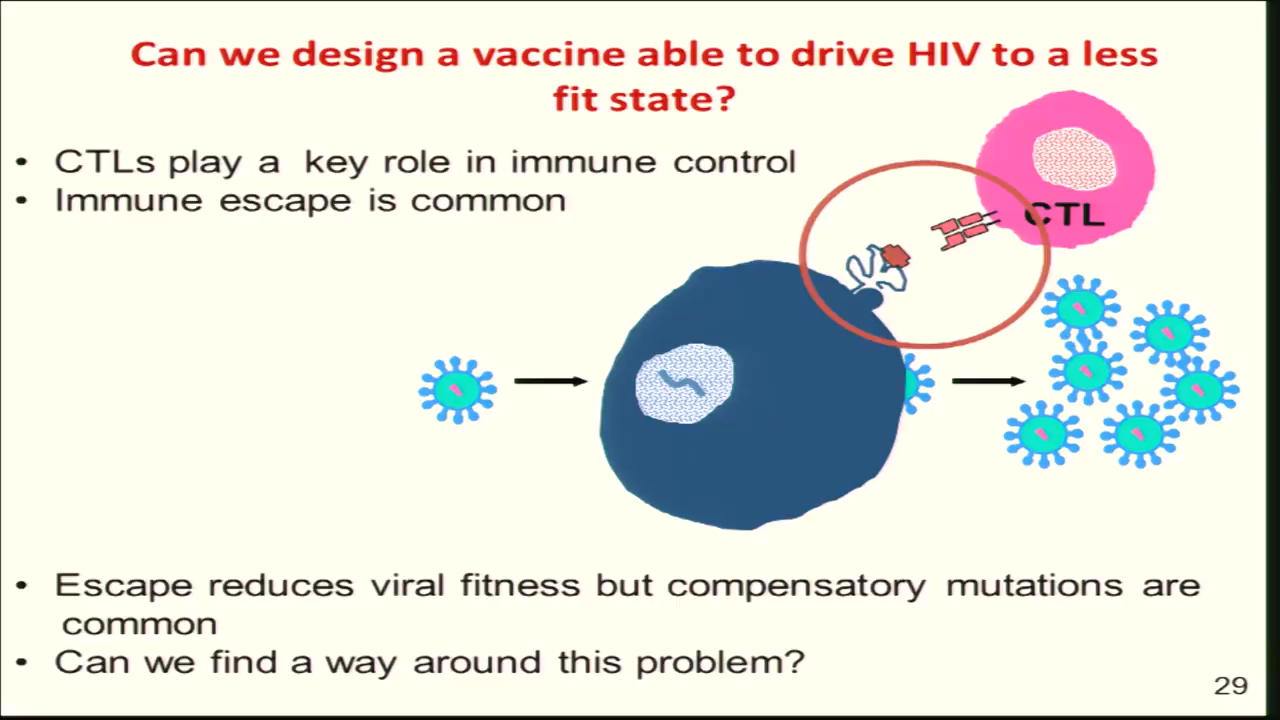 Can we design a vaccine able to drive HIV to a less
fit state?
• CTLs play a key role in immune control
• Immune escape is common
CTL
• Escape reduces viral fitness but compensatory mutations are
common
• Can we find a way around this problem?
29